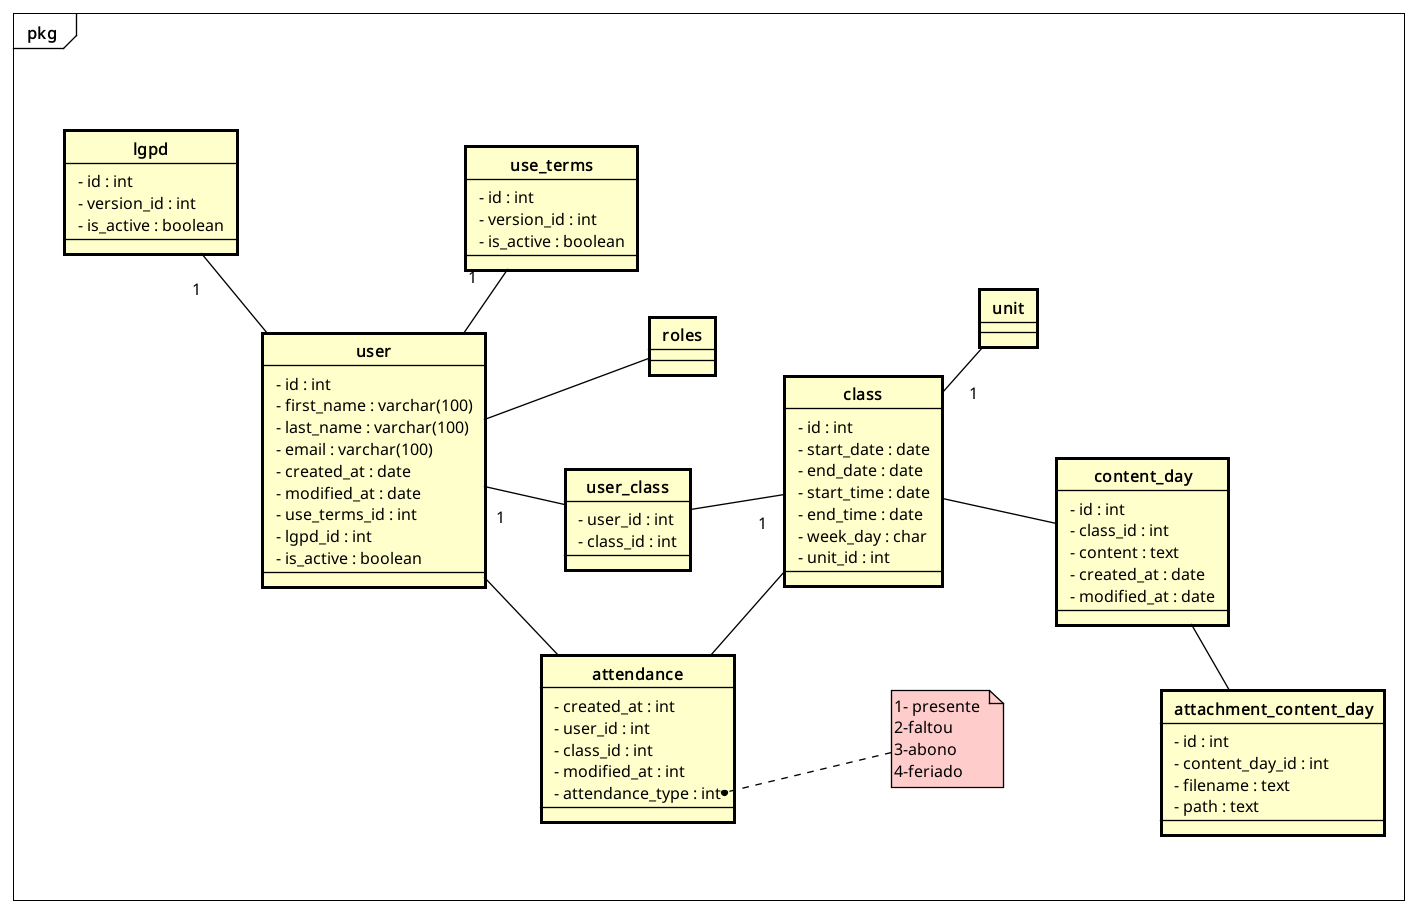 pkg
lgpd
- id : int
- version_id : int
- is_active : boolean
1
use_terms
- id : int
- version_id : int
- is_active : boolean
1
user
- id : int
- first_name : varchar(100)
- last_name : varchar(100)
- email : varchar(100)
- created_at : date
- modified_at : date
- use_terms_id : int
- lgpd_id : int
- is_active : boolean
roles
unit
1
user_class
- user_id : int
- class_id : int
1
1
class
- id : int
- start_date : date
- end_date : date
- start_time : date
- end_time : date
- week_day : char
- unit_id : int
content_day
- id : int
- class_id : int
- content : text
- created_at : date
- modified_at : date
attendance
- created_at : int
- user_id : int
- class_id : int
- modified_at : int
- attendance_type : int
1- presente
2-faltou
3-abono
4-feriado
attachment_content_day
- id : int
- content_day_id : int
- filename : text
- path : text